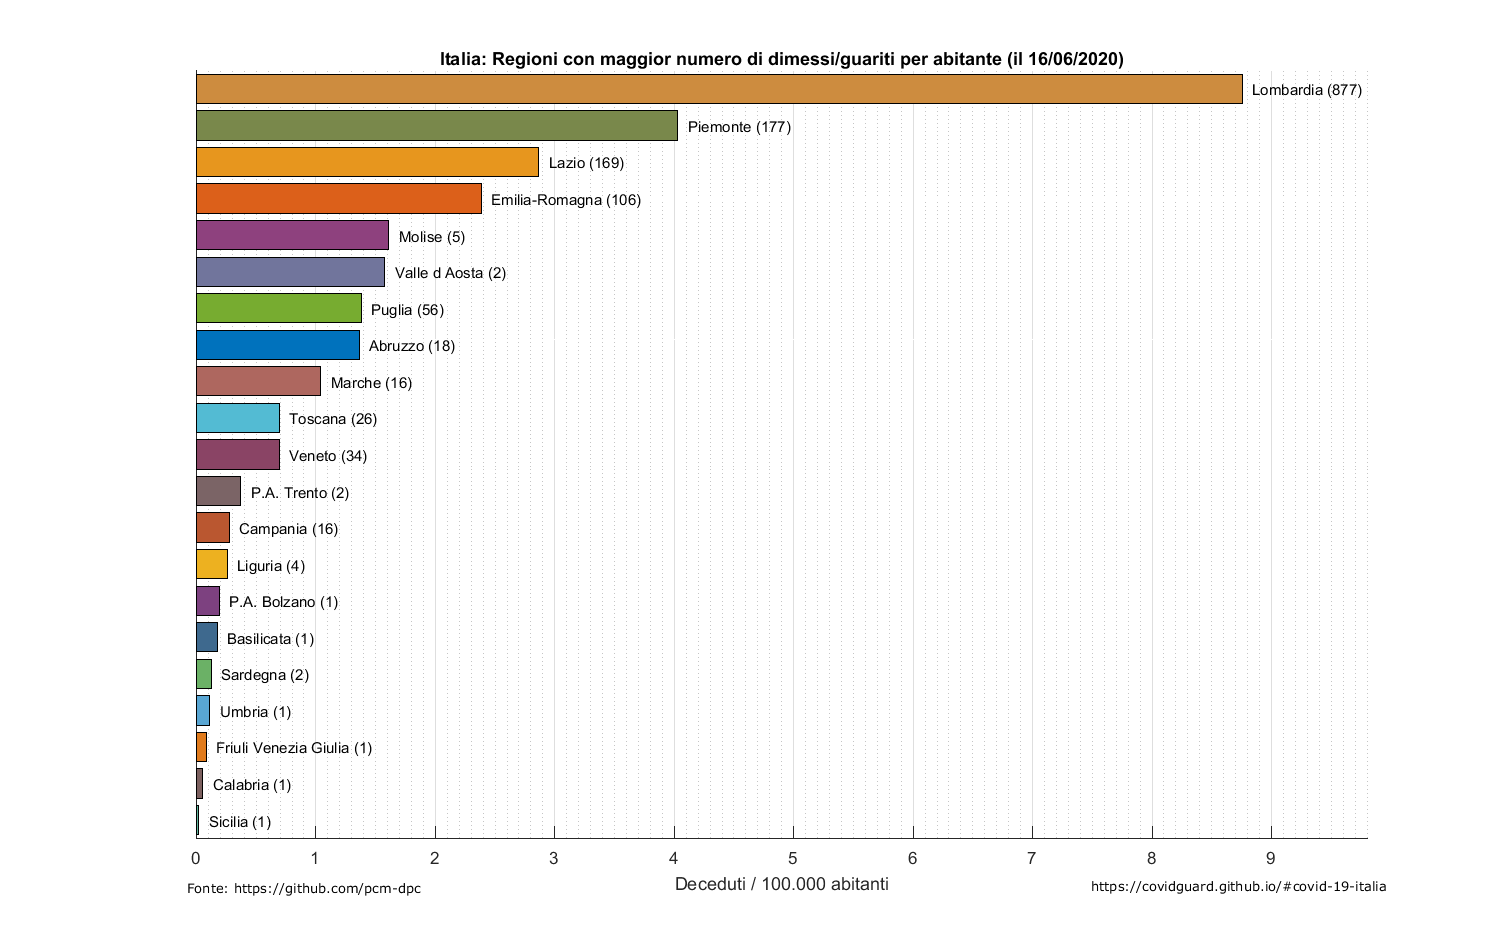 Italia: Regioni con maggior numero di dimessi/guariti per abitante (il 16/06/2020)
Lombardia (877)
Piemonte (177)
Lazio (169)
Emilia-Romagna (106)
Molise (5)
Valle d Aosta (2)
Puglia (56)
Abruzzo (18)
Marche (16)
Toscana (26)
Veneto (34)
P.A. Trento (2)
Campania (16)
Liguria (4)
P.A. Bolzano (1)
Basilicata (1)
Sardegna (2)
Umbria (1)
Friuli Venezia Giulia (1)
Calabria (1)
Sicilia (1)
0 1 2 3 4 5 6 7 8 9
Deceduti / 100.000 abitanti
Fonte: https://github.com/pcm-dpc
https://covidguard.github.io/#covid-19-italia